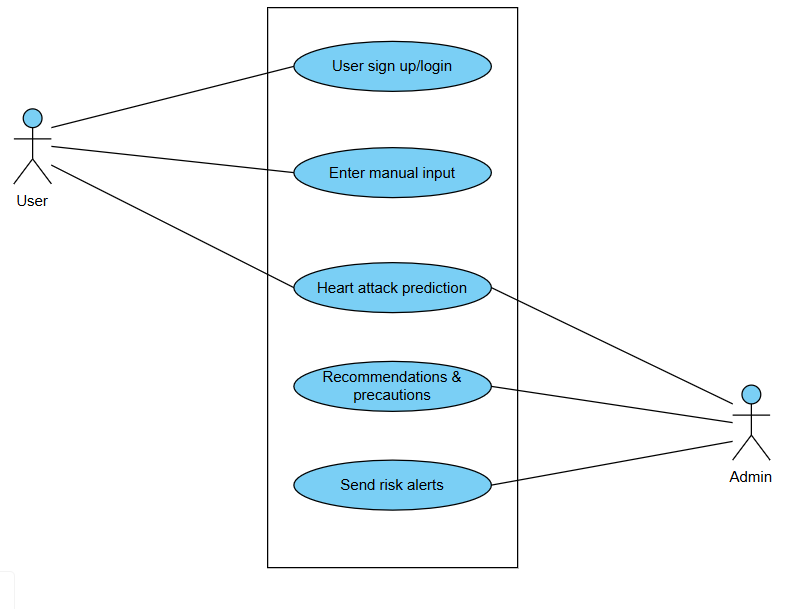 User sign up/login
Enter manual input
User
Heart attack prediction
Recommendations &
precautions
Send risk alerts
Admin